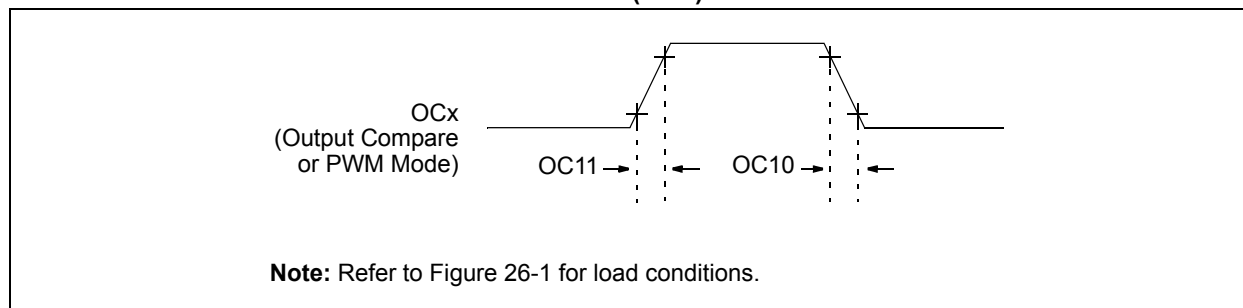 OCx
(Output Compare
or PWM Mode)
OC11
OC10
Note: Refer to Figure 26-1 for load conditions.